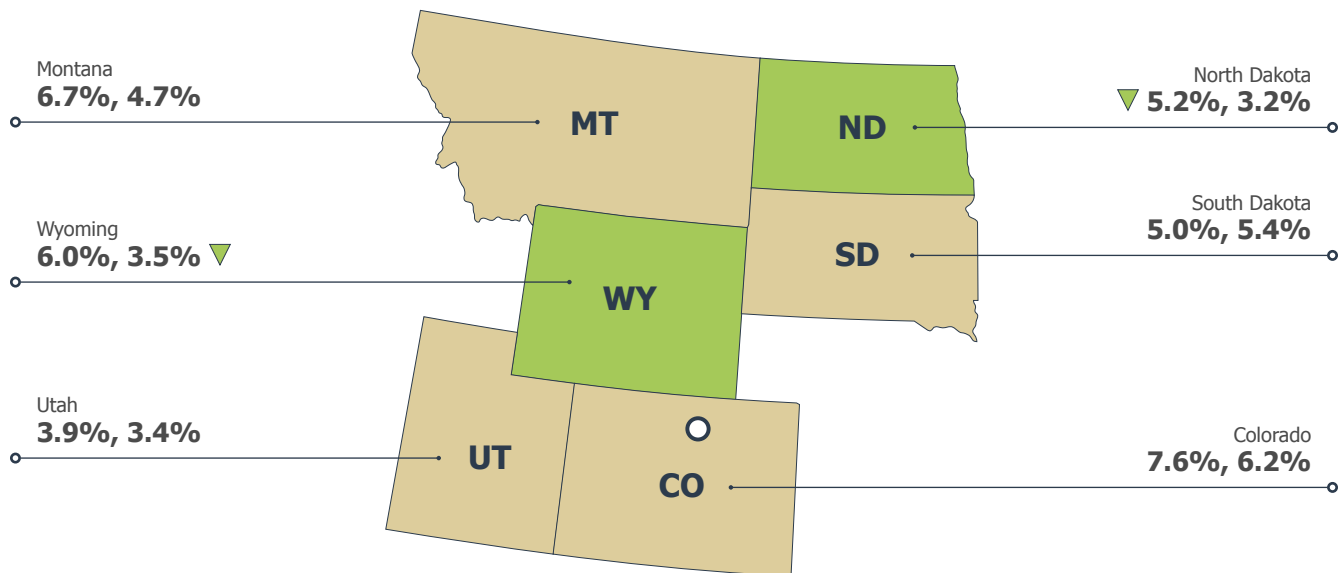 Montana
6.7%, 4.7%
North Dakota
5.2%, 3.2%
MT
ND
South Dakota
5.0%, 5.4%
Wyoming
6.0%, 3.5%
SD
WY
Utah
3.9%, 3.4%
Colorado
7.6%, 6.2%
UT
CO